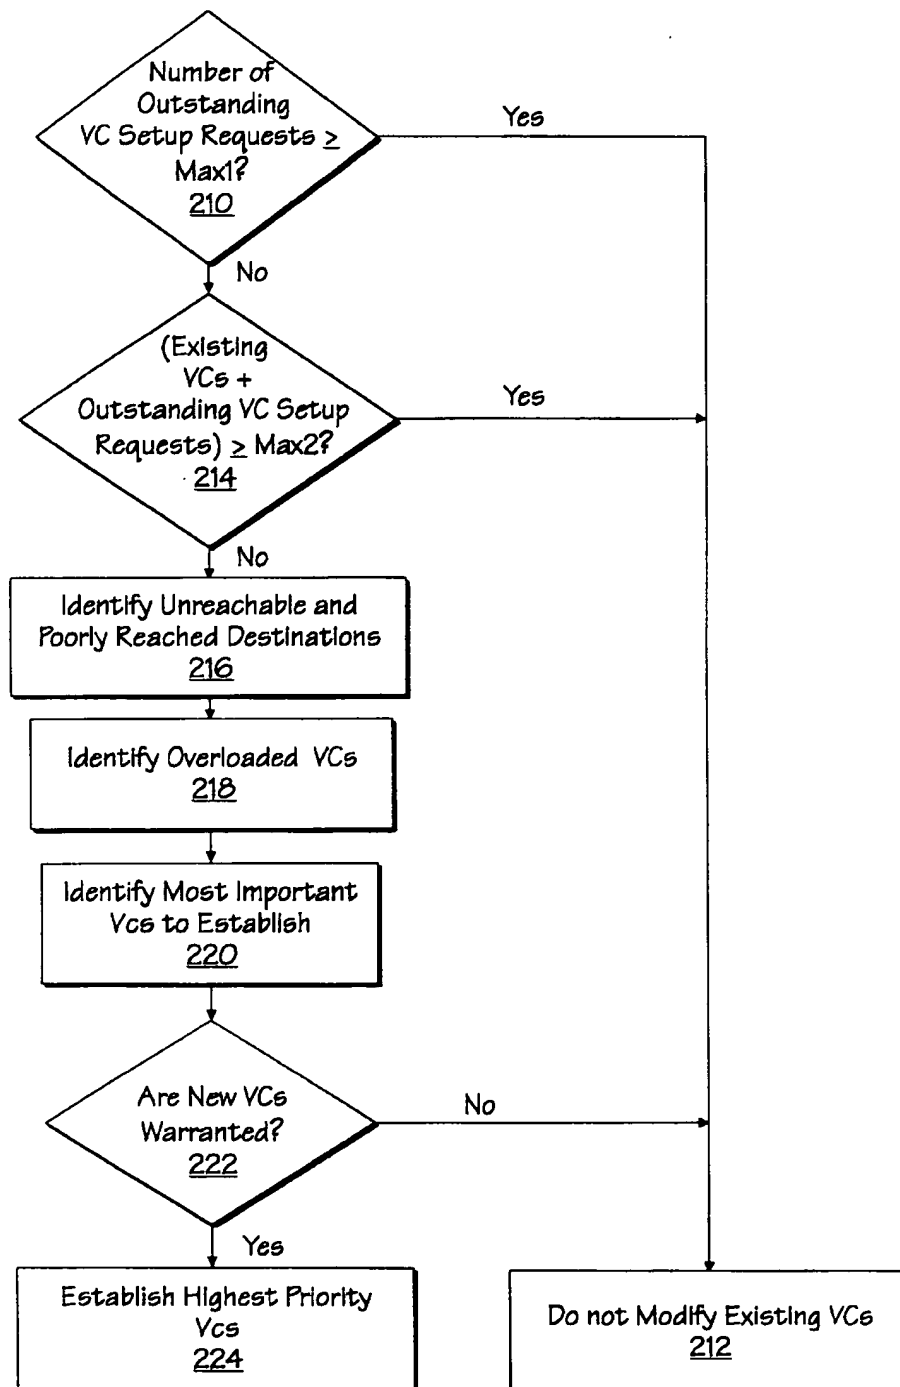 Number of
Outstanding
VC Setup Requests ≥
Max1?
210
Yes
No
(Existing
VCs +
Outstanding VC Setup
Requests) ≥ Max2?
214
Yes
No
Identify Unreachable and
Poorly Reached Destinations
216
Identify Overloaded VCs
218
Identify Most Important
Vcs to Establish
220
Are New VCs
Warranted?
222
No
Yes
Establish Highest Priority
Vcs
224
Do not Modify Existing VCs
212